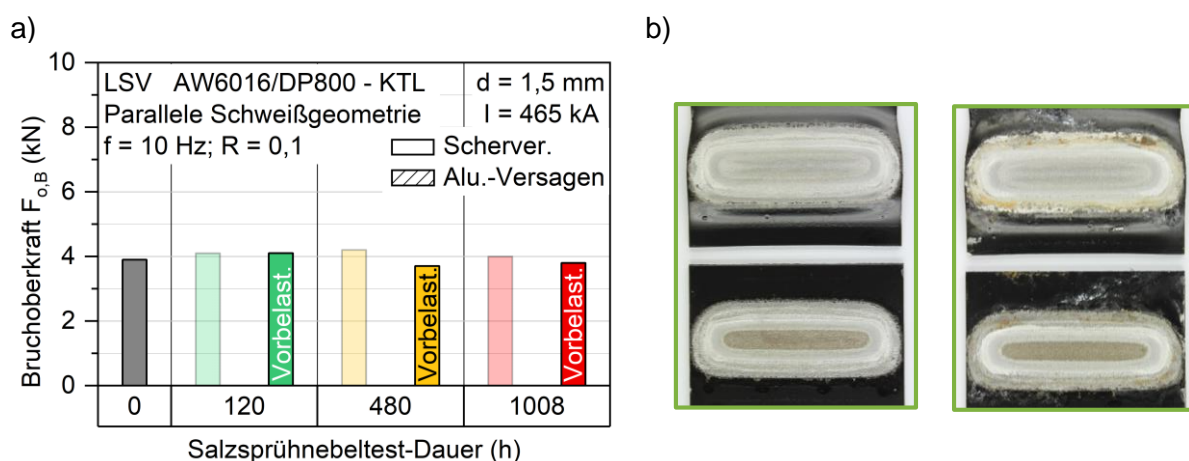 a)
b)
10
8
6
4
2
0
Bruchoberkraft F_{o,B} (kN)
LSV AW6016/DP800 - KTL d = 1,5 mm
Parallele Schweißgeometrie I = 465 kA
f = 10 Hz; R = 0,1
Scherver.
Alu.-Versagen
Vorbelast.
Vorbelast.
Vorbelast.
0 120 480 1008
Salzsprühnebeltest-Dauer (h)